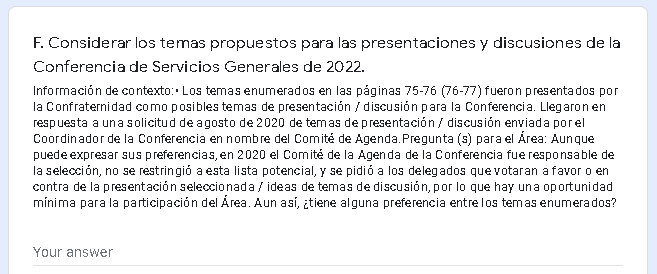 F. Considerar los temas propuestos para las presentaciones y discusiones de la
Conferencia de Servicios Generales de 2022.
Información de contexto:• Los temas enumerados en las páginas 75-76 (76-77) fueron presentados por
la Confraternidad como posibles temas de presentación / discusión para la Conferencia. Llegaron en
respuesta a una solicitud de agosto de 2020 de temas de presentación / discusión enviada por el
Coordinador de la Conferencia en nombre del Comité de Agenda.Pregunta (s) para el Área: Aunque
puede expresar sus preferencias, en 2020 el Comité de la Agenda de la Conferencia fue responsable de
la selección, no se restringió a esta lista potencial, y se pidió a los delegados que votaran a favor o en
contra de la presentación seleccionada / ideas de temas de discusión, por lo que hay una oportunidad
mínima para la participación del Área. Aun así, ¿tiene alguna preferencia entre los temas enumerados?
Your answer